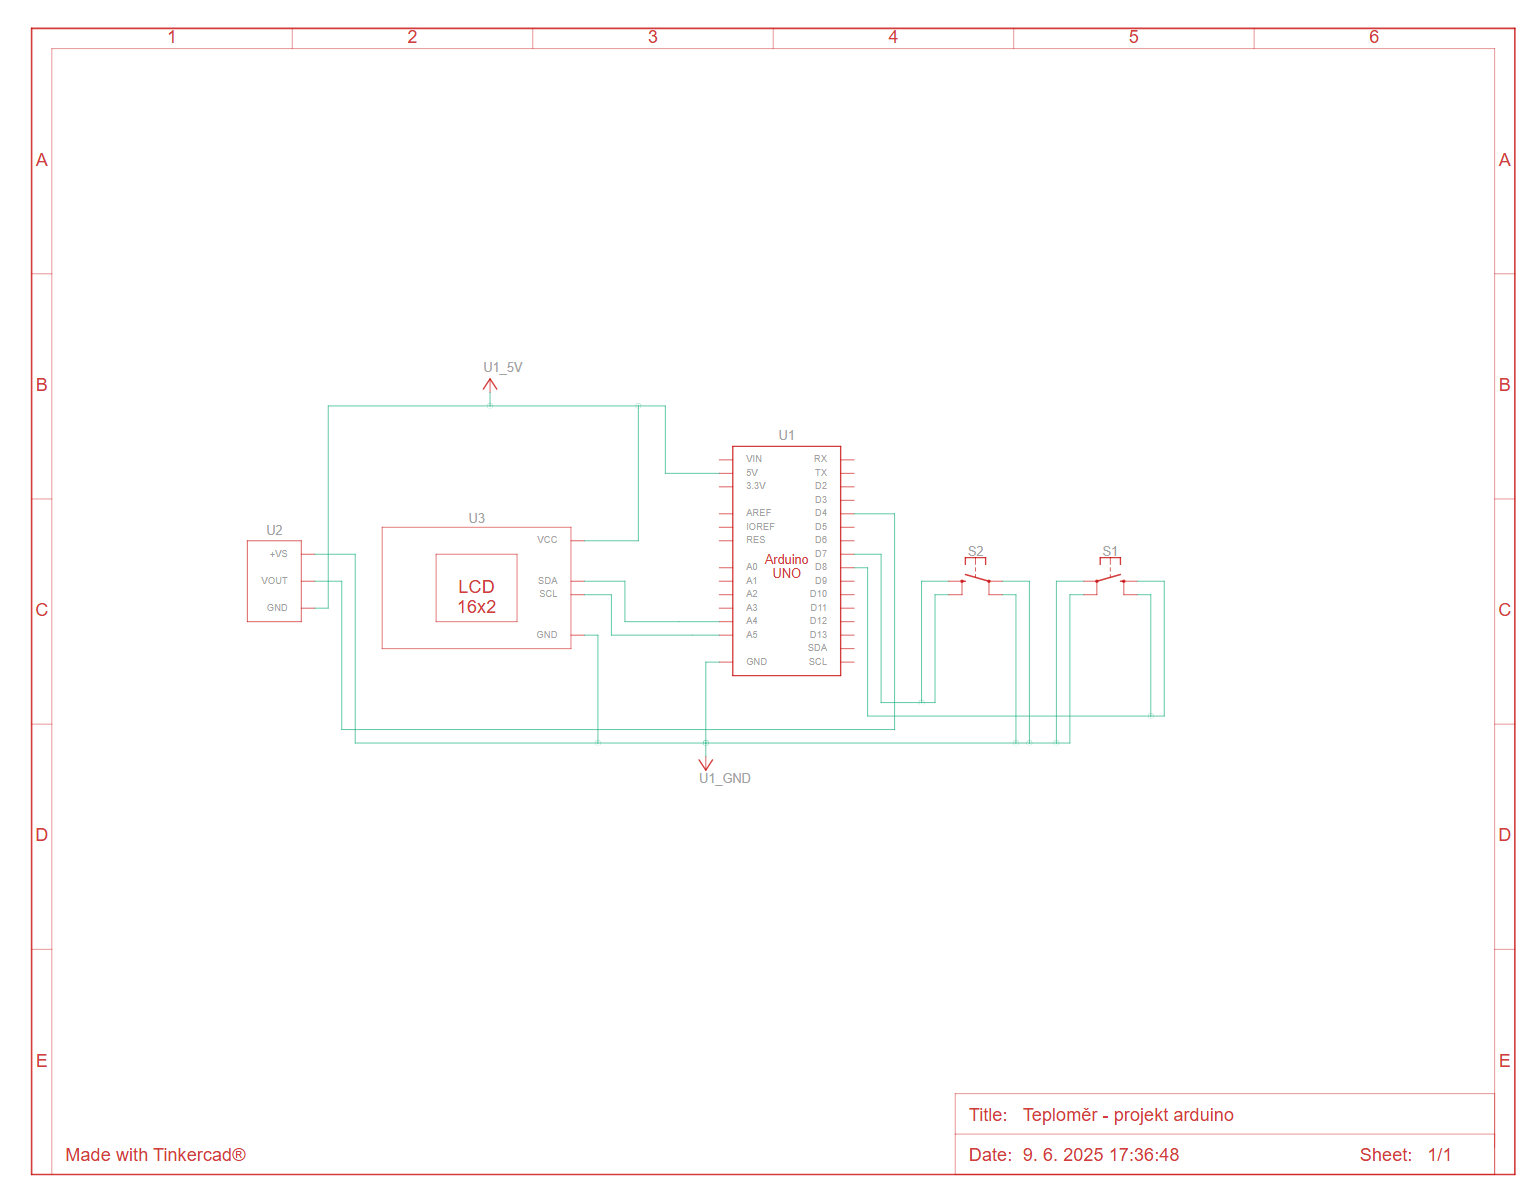 1 2 3 4 5 6
A A
B B
C C
D D
E E
U1_5V
U1
VIN RX
5V TX
3.3V D2
D3
AREF D4
IOREF D5
RES D6
D7
A0 D8
A1 D9
A2 D10
A3 D11
A4 D12
A5 D13
SDA
GND SCL
Arduino
UNO
U2
+VS
VOUT
GND
U3
VCC
SDA
SCL
GND
LCD
16x2
S2 S1
U1_GND
Title: Teploměr - projekt arduino
Made with Tinkercad®
Date: 9. 6. 2025 17:36:48 Sheet: 1/1